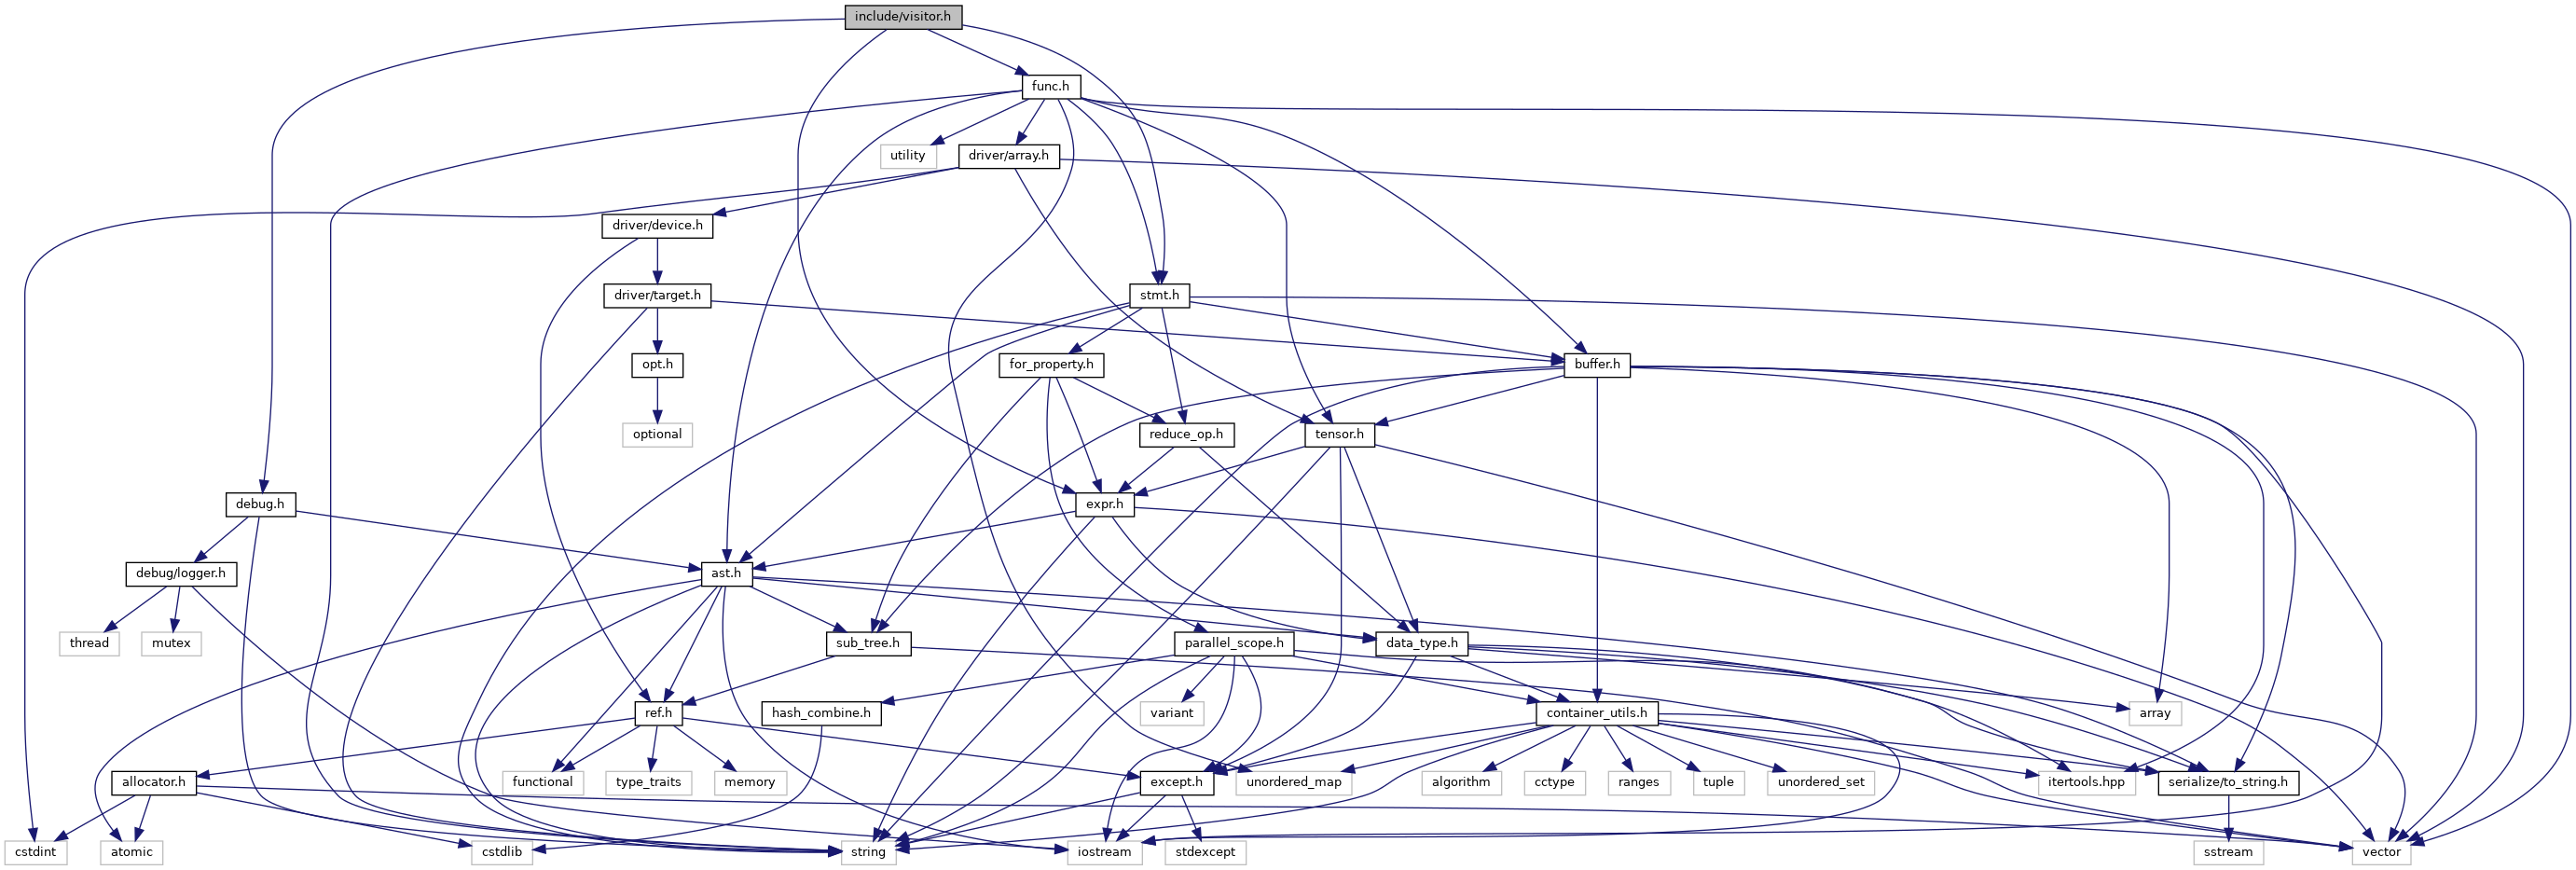 include/visitor.h
func.h
utility
driver/array.h
driver/device.h
driver/target.h
stmt.h
opt.h
for_property.h
buffer.h
optional
reduce_op.h
tensor.h
debug.h
expr.h
debug/logger.h
ast.h
thread
mutex
sub_tree.h
parallel_scope.h
data_type.h
ref.h
hash_combine.h
variant
container_utils.h
array
allocator.h
functional
type_traits
memory
except.h
unordered_map
algorithm
cctype
ranges
tuple
unordered_set
itertools.hpp
serialize/to_string.h
cstdint
atomic
cstdlib
string
iostream
stdexcept
sstream
vector